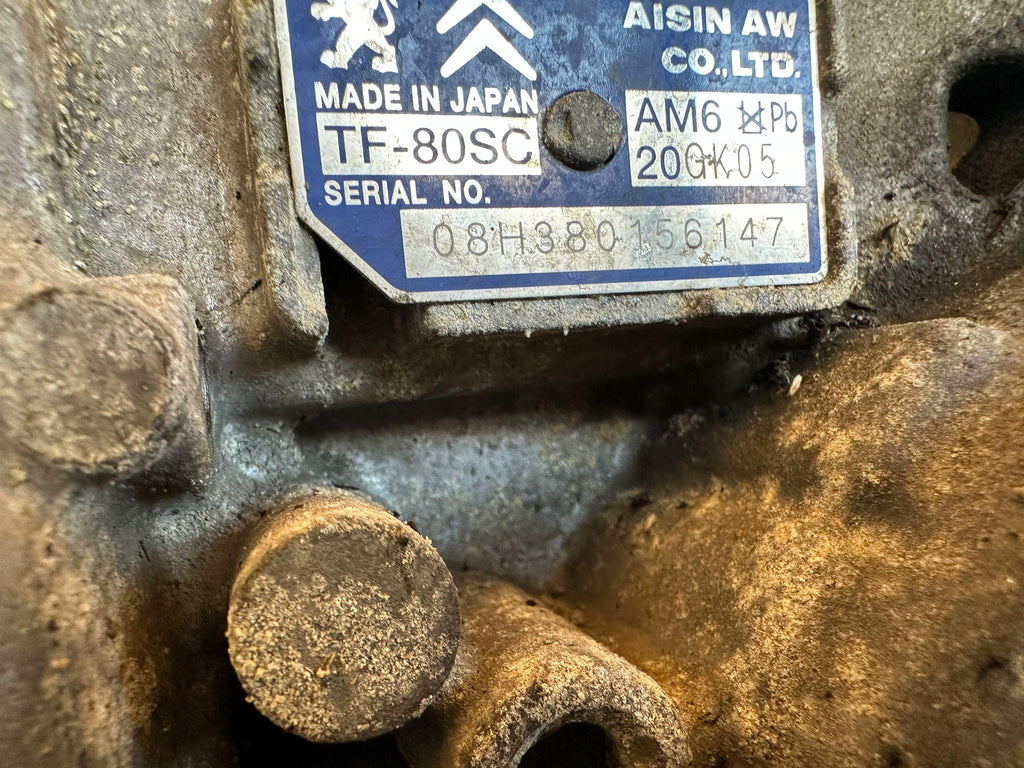 AISIN AW
CO.,LTD.
MADE IN JAPAN
TF-80SC
AM6 Pb
20GK05
SERIAL NO.
08H380156147